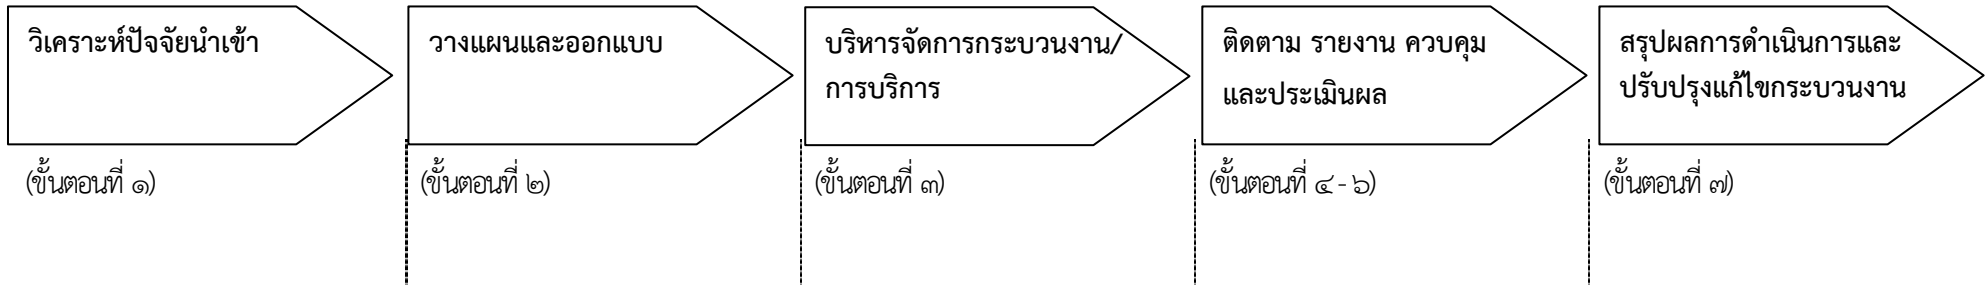 วิเคราะห์ปัจจัยนำเข้า
วางแผนและออกแบบ
บริหารจัดการกระบวนงาน/
การบริการ
ติดตาม รายงาน ควบคุม
และประเมินผล
สรุปผลการดำเนินการและ
ปรับปรุงแก้ไขกระบวนงาน
(ขั้นตอนที่ ๑)
(ขั้นตอนที่ ๒)
(ขั้นตอนที่ ๓)
(ขั้นตอนที่ ๔ - ๖)
(ขั้นตอนที่ ๗)